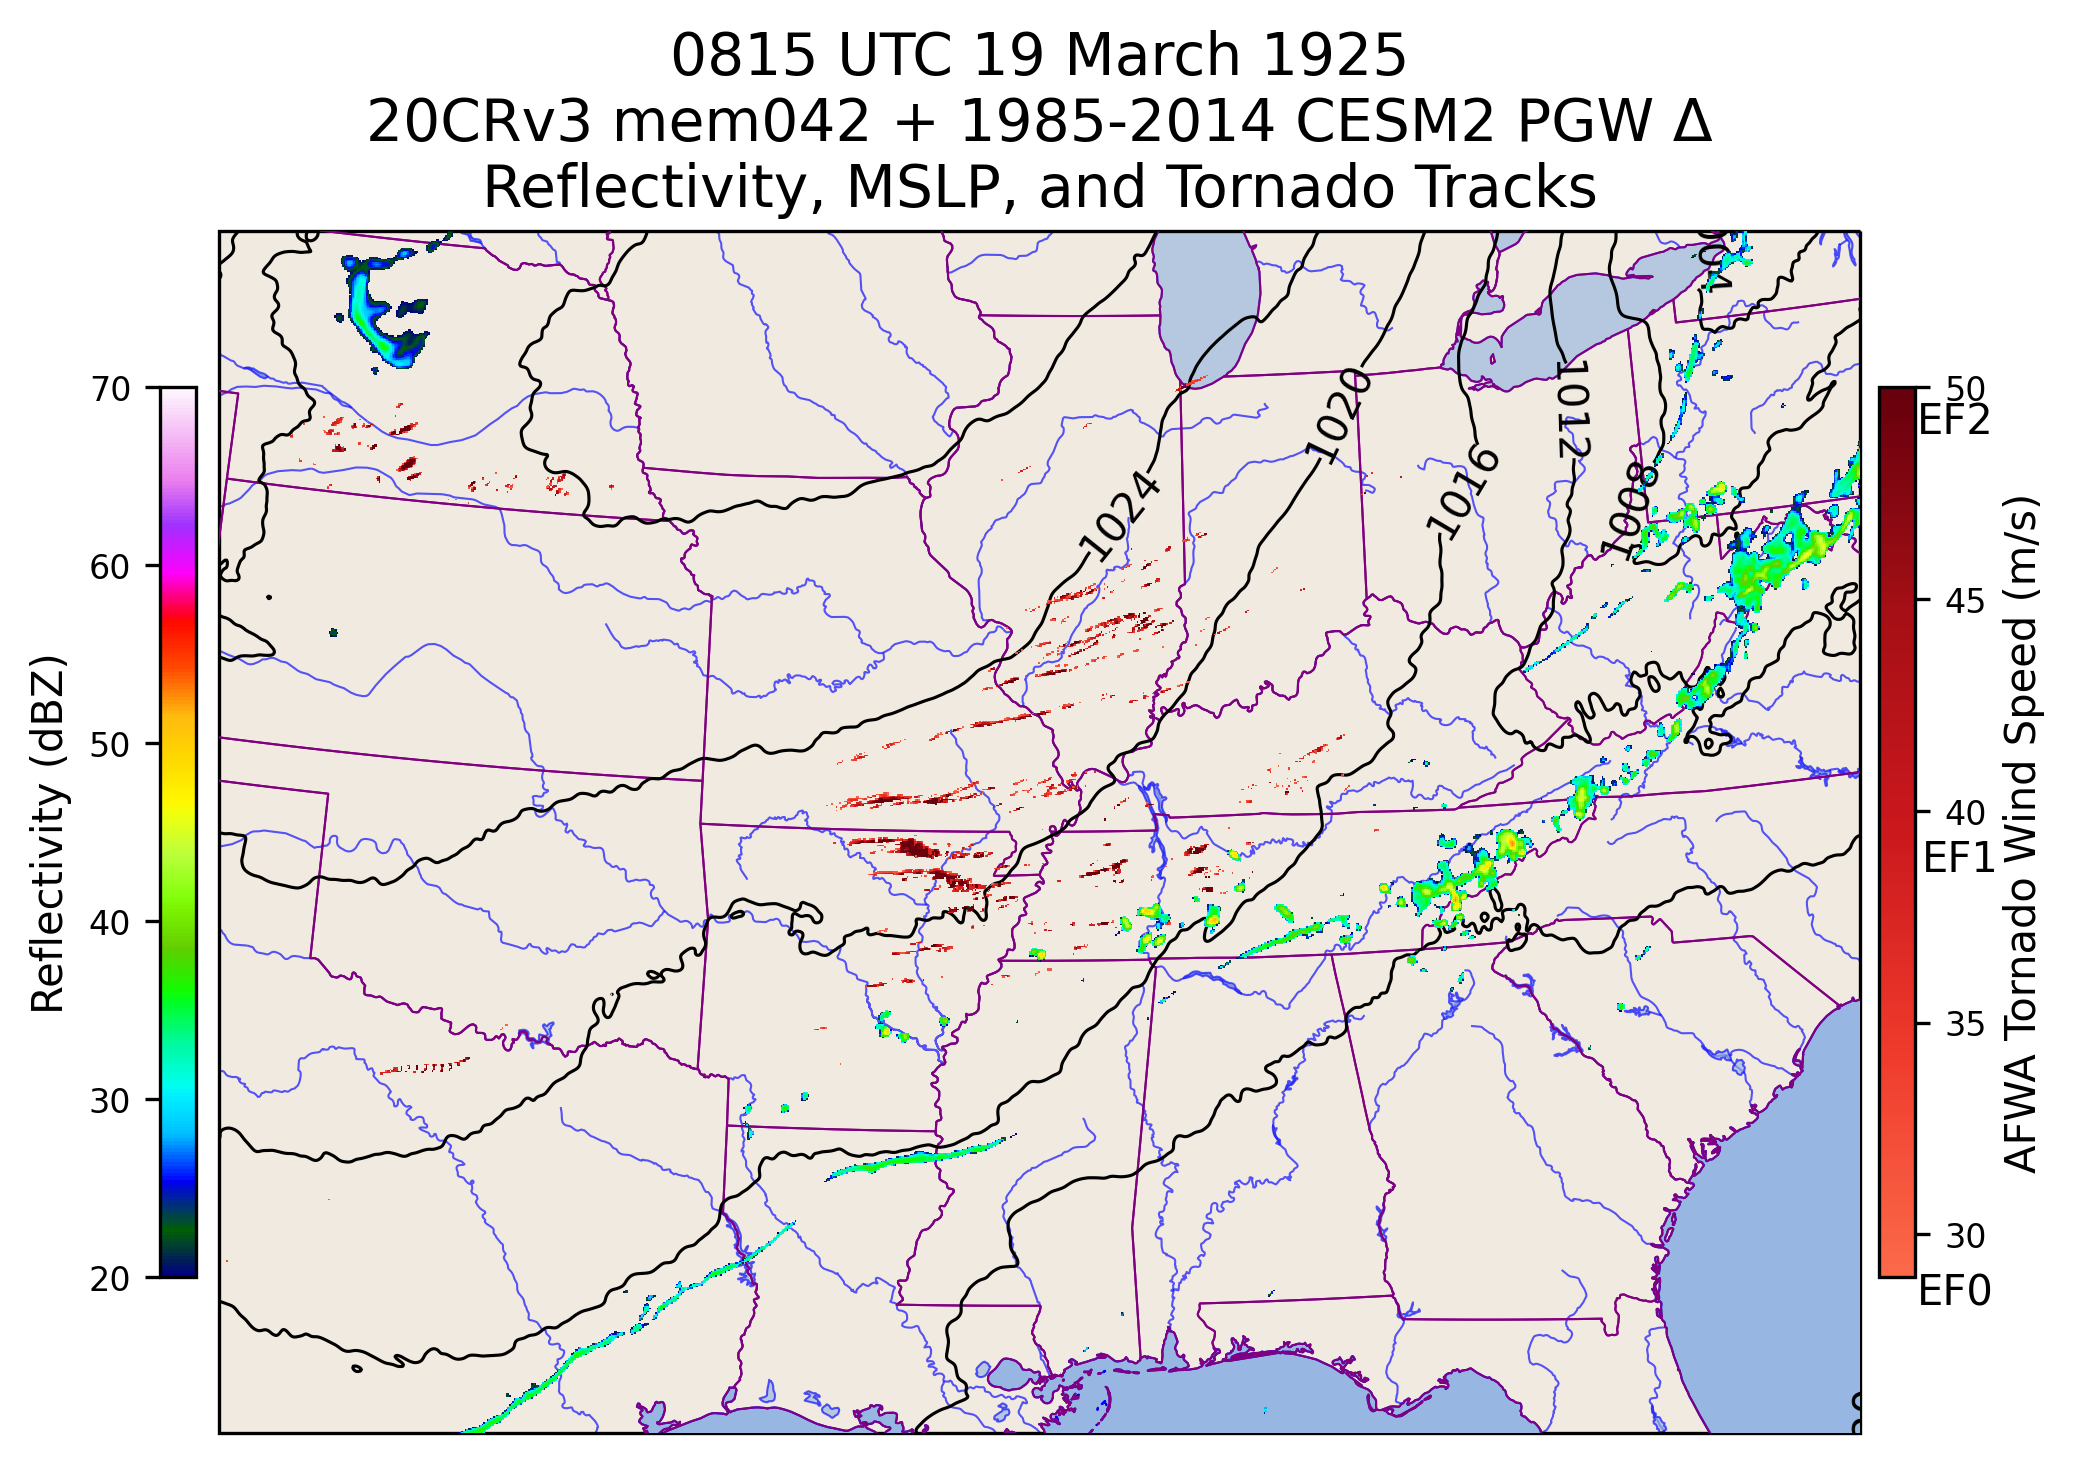 0815 UTC 19 March 1925
20CRv3 mem042 + 1985-2014 CESM2 PGW Δ
Reflectivity, MSLP, and Tornado Tracks
Reflectivity (dBZ)
70
60
50
40
30
20
1024
1020
1016
1012
1008
50
EF2
45
40
EF1
35
30
EF0
AFWA Tornado Wind Speed (m/s)